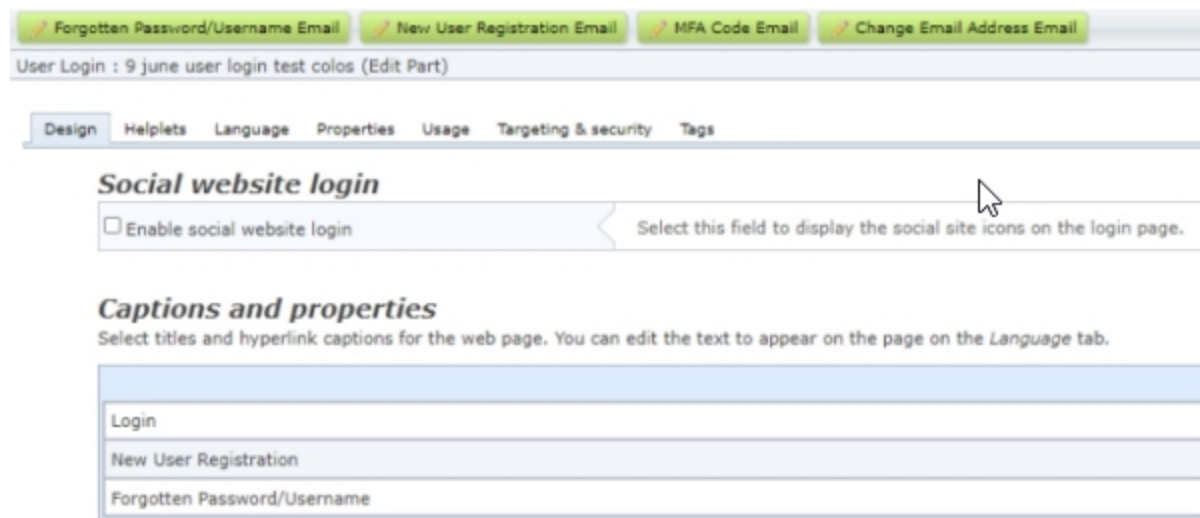 Forgotten Password/Username Email New User Registration Email MFA Code Email Change Email Address Email
User Login : 9 june user login test colos (Edit Part)
Design Helplets Language Properties Usage Targeting & security Tags
Social website login
Enable social website login Select this field to display the social site icons on the login page.
Captions and properties
Select titles and hyperlink captions for the web page. You can edit the text to appear on the page on the Language tab.
Login
New User Registration
Forgotten Password/Username